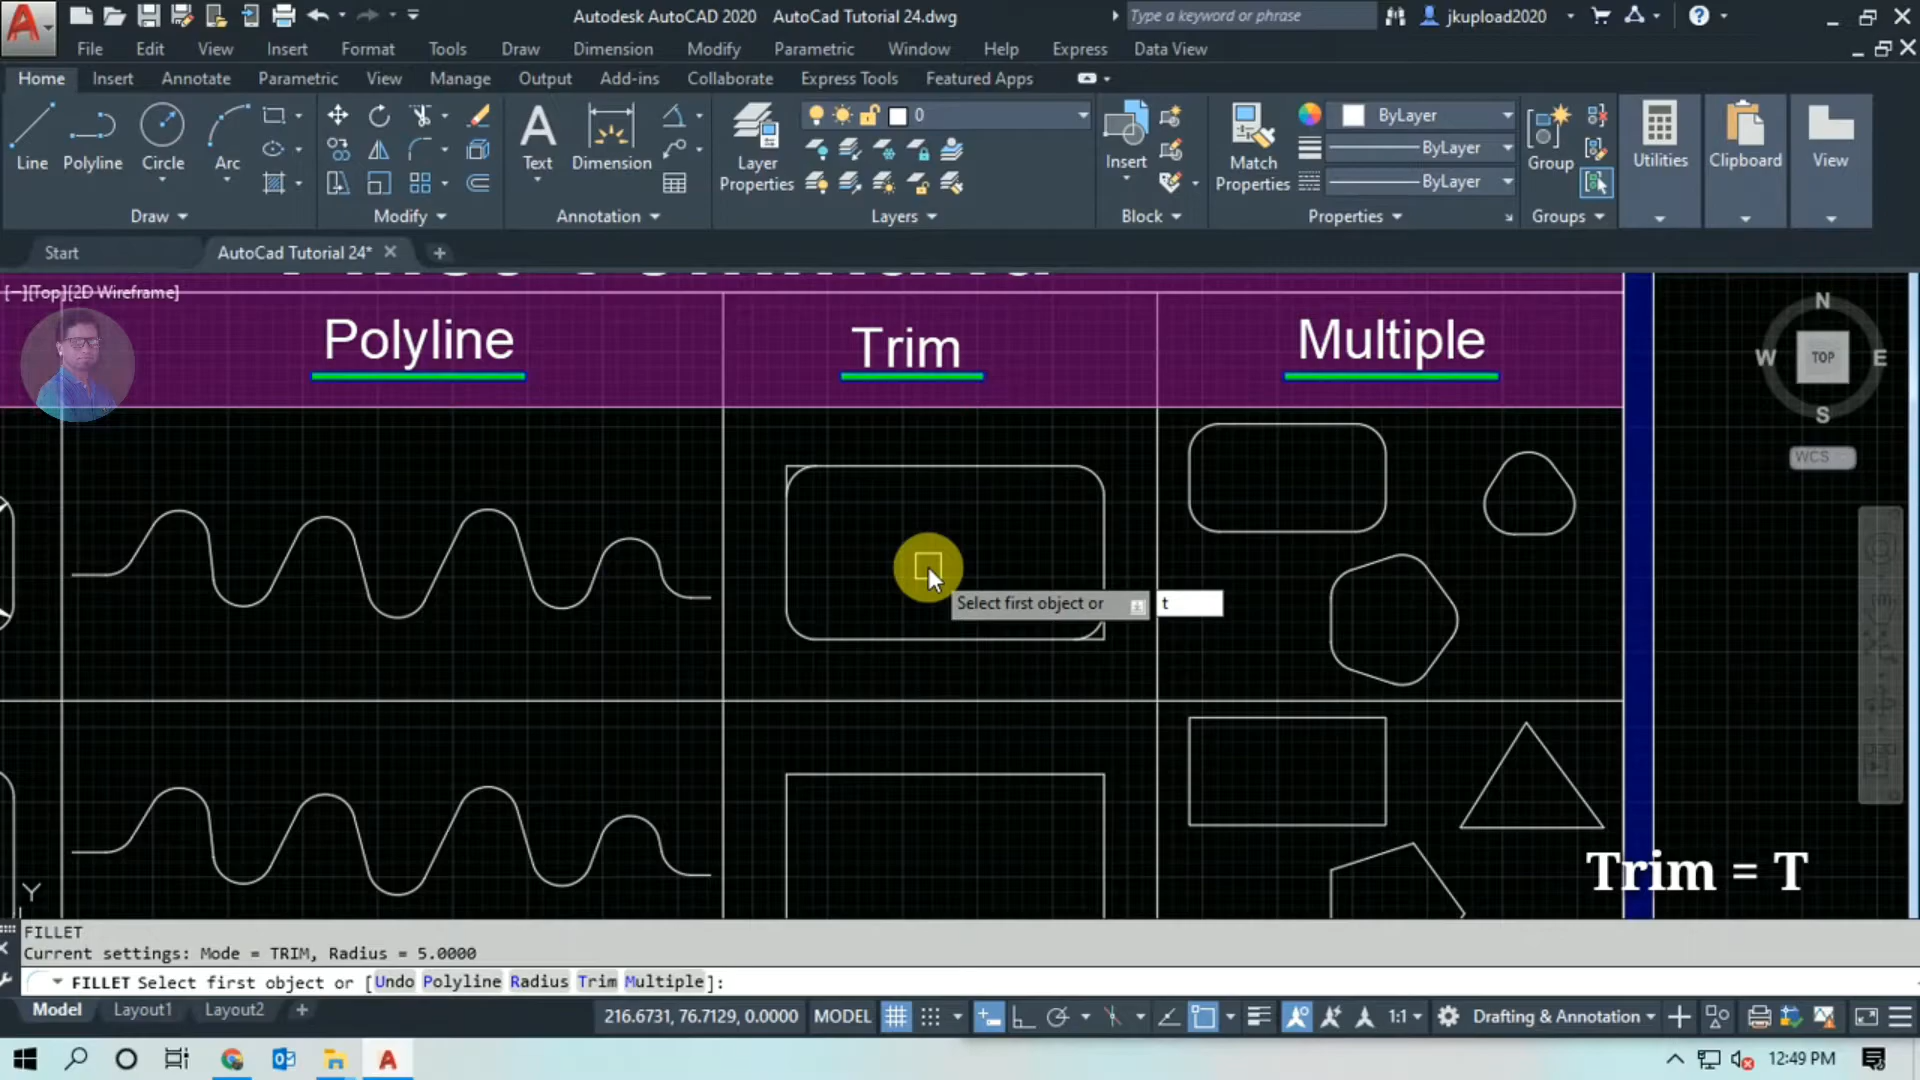 Autodesk AutoCAD 2020 AutoCad Tutorial 24.dwg
Type a keyword or phrase
jkupload2020
File Edit View Insert Format Tools Draw Dimension Modify Parametric Window Help Express Data View
Home Insert Annotate Parametric View Manage Output Add-ins Collaborate Express Tools Featured Apps
Line Polyline Circle Arc
Text Dimension
Layer Properties
0
Insert
Match Properties
ByLayer
ByLayer
ByLayer
Group
Utilities
Clipboard
View
Draw Modify Annotation Layers Block Properties Groups
Start AutoCad Tutorial 24*
[−][Top][2D Wireframe]
Polyline Trim Multiple
N
W TOP E
S
WCS
Select first object or t
Trim = T
Y
FILLET
Current settings: Mode = TRIM, Radius = 5.0000
FILLET Select first object or [Undo Polyline Radius Trim Multiple]:
Model Layout1 Layout2 +
216.6731, 76.7129, 0.0000 MODEL 1:1 Drafting & Annotation
12:49 PM